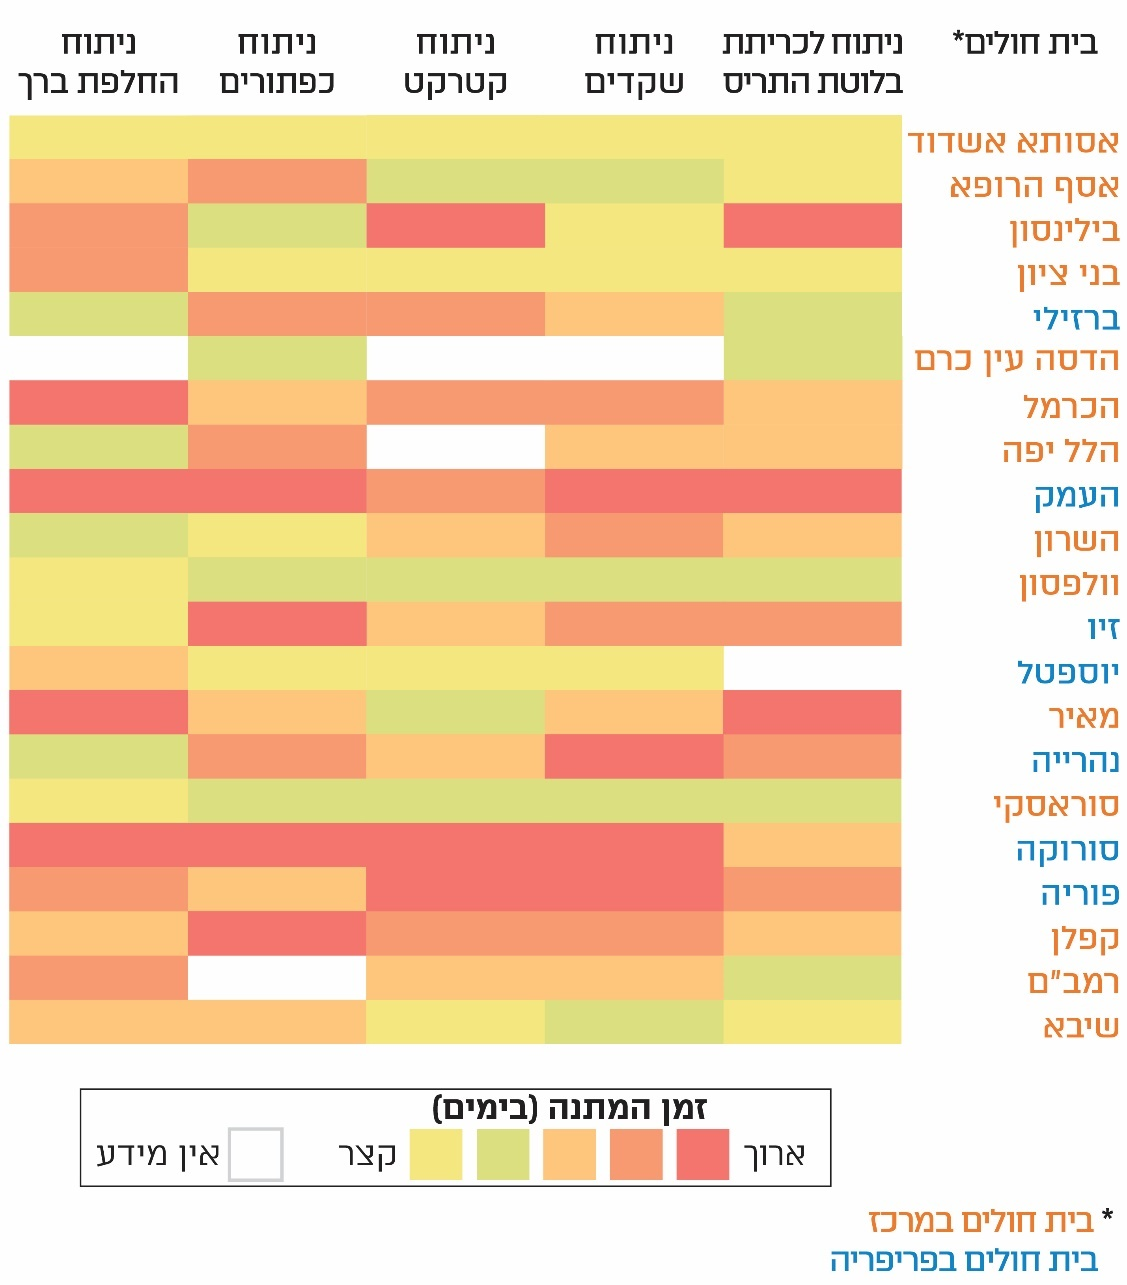 בית חולים*
ניתוח לכריתת בלוטת התריס
ניתוח שקדים
ניתוח קטרקט
ניתוח כפתורים
ניתוח החלפת ברך
אסותא אשדוד
אסף הרופא
בילינסון
בני ציון
ברזילי
הדסה עין כרם
הכרמל
הלל יפה
העמק
השרון
וולפסון
זיו
יוספטל
מאיר
נהרייה
סוראסקי
סורוקה
פוריה
קפלן
רמב"ם
שיבא
זמן המתנה (בימים)
ארוך
קצר
אין מידע
* בית חולים במרכז
בית חולים בפריפריה